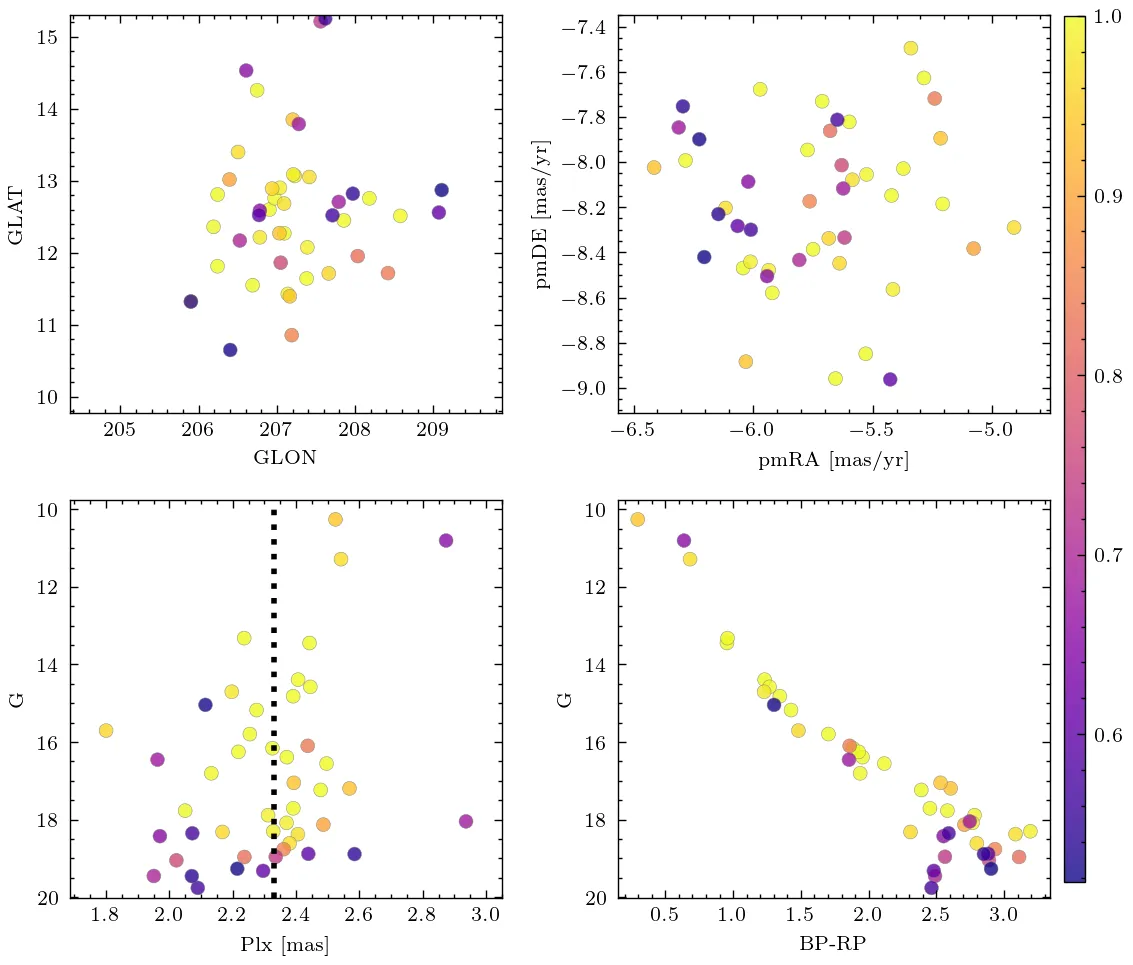 15
14
13
12
11
10
GLAT
205 206 207 208 209
GLON
−7.4
−7.6
−7.8
−8.0
−8.2
−8.4
−8.6
−8.8
−9.0
pmDE [mas/yr]
−6.5 −6.0 −5.5 −5.0
pmRA [mas/yr]
1.0
0.9
0.8
0.7
0.6
10
12
14
16
18
20
G
1.8 2.0 2.2 2.4 2.6 2.8 3.0
Plx [mas]
10
12
14
16
18
20
G
0.5 1.0 1.5 2.0 2.5 3.0
BP-RP